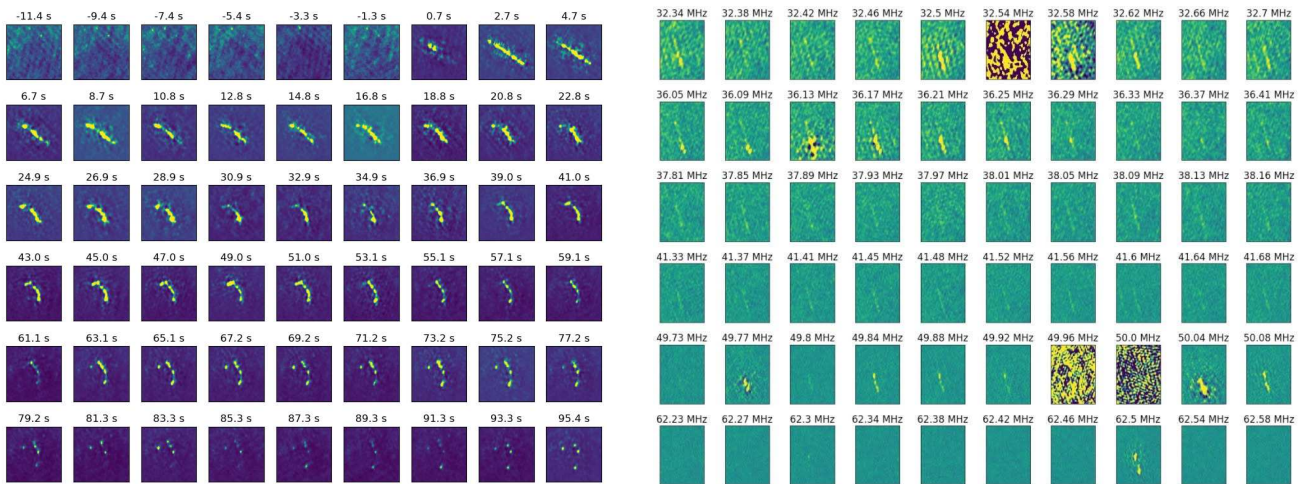 -11.4 s -9.4 s -7.4 s -5.4 s -3.3 s -1.3 s 0.7 s 2.7 s 4.7 s
6.7 s 8.7 s 10.8 s 12.8 s 14.8 s 16.8 s 18.8 s 20.8 s 22.8 s
24.9 s 26.9 s 28.9 s 30.9 s 32.9 s 34.9 s 36.9 s 39.0 s 41.0 s
43.0 s 45.0 s 47.0 s 49.0 s 51.0 s 53.1 s 55.1 s 57.1 s 59.1 s
61.1 s 63.1 s 65.1 s 67.2 s 69.2 s 71.2 s 73.2 s 75.2 s 77.2 s
79.2 s 81.3 s 83.3 s 85.3 s 87.3 s 89.3 s 91.3 s 93.3 s 95.4 s
32.34 MHz 32.38 MHz 32.42 MHz 32.46 MHz 32.5 MHz 32.54 MHz 32.58 MHz 32.62 MHz 32.66 MHz 32.7 MHz
36.05 MHz 36.09 MHz 36.13 MHz 36.17 MHz 36.21 MHz 36.25 MHz 36.29 MHz 36.33 MHz 36.37 MHz 36.41 MHz
37.81 MHz 37.85 MHz 37.89 MHz 37.93 MHz 37.97 MHz 38.01 MHz 38.05 MHz 38.09 MHz 38.13 MHz 38.16 MHz
41.33 MHz 41.37 MHz 41.41 MHz 41.45 MHz 41.48 MHz 41.52 MHz 41.56 MHz 41.6 MHz 41.64 MHz 41.68 MHz
49.73 MHz 49.77 MHz 49.8 MHz 49.84 MHz 49.88 MHz 49.92 MHz 49.96 MHz 50.0 MHz 50.04 MHz 50.08 MHz
62.23 MHz 62.27 MHz 62.3 MHz 62.34 MHz 62.38 MHz 62.42 MHz 62.46 MHz 62.5 MHz 62.54 MHz 62.58 MHz